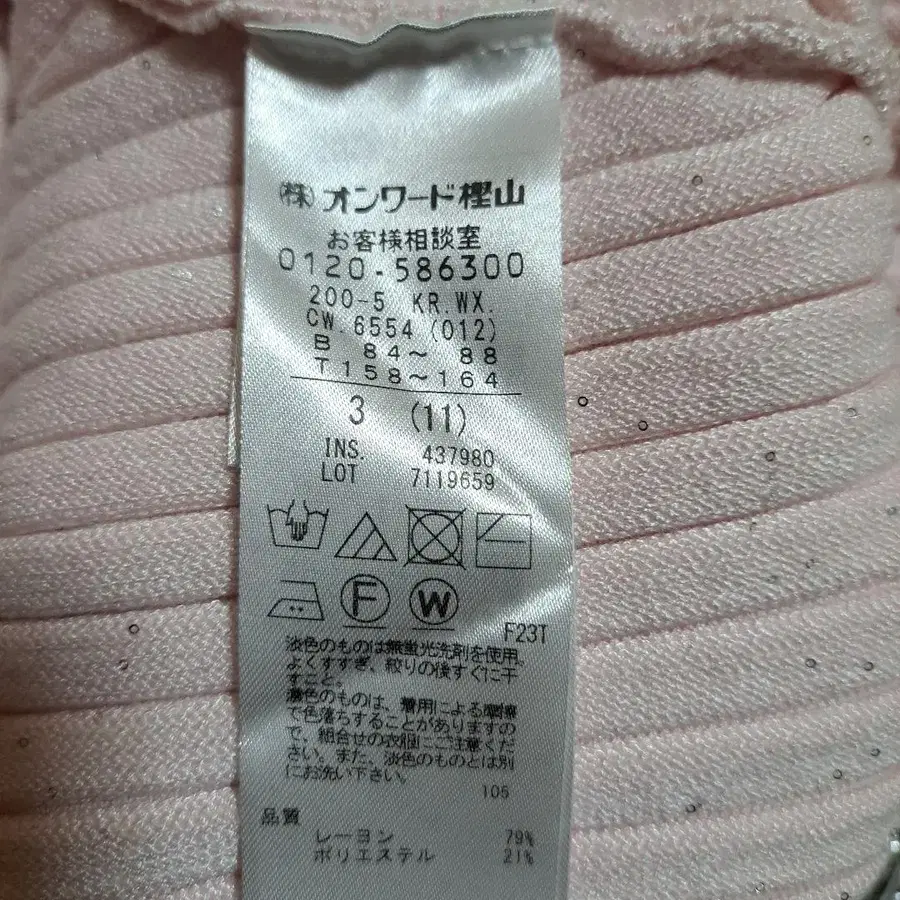 (株)オンワード樫山
お客様相談室
0120-586300
200-5 KR.WX.
CW.6554(012)
B 84～ 88
T158～164
3 (11)
INS. 437980
LOT 7119659
F
W
F23T
淡色のものは無蛍光洗剤を使用。
よくすすぎ、絞りの後すぐに干
すこと。
濃色のものは、着用による摩擦
で色落ちすることがありますの
で、組合せの衣服にご注意くだ
さい。また、淡色のものとは別
にお洗い下さい。
105
品質
レーヨン 79%
ポリエステル 21%